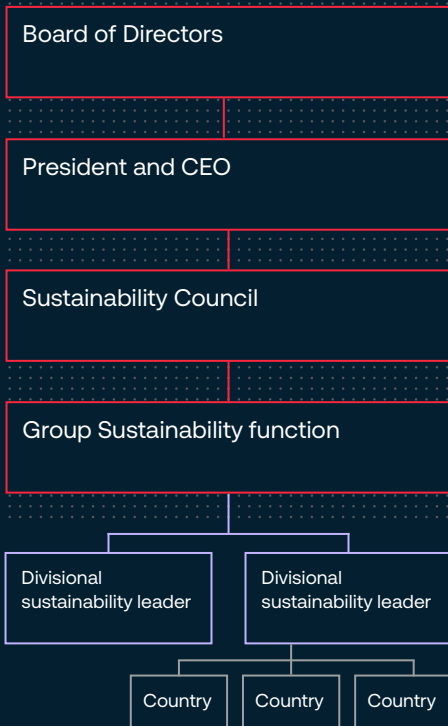 Board of Directors
President and CEO
Sustainability Council
Group Sustainability function
Divisional
sustainability leader
Divisional
sustainability leader
Country
Country
Country